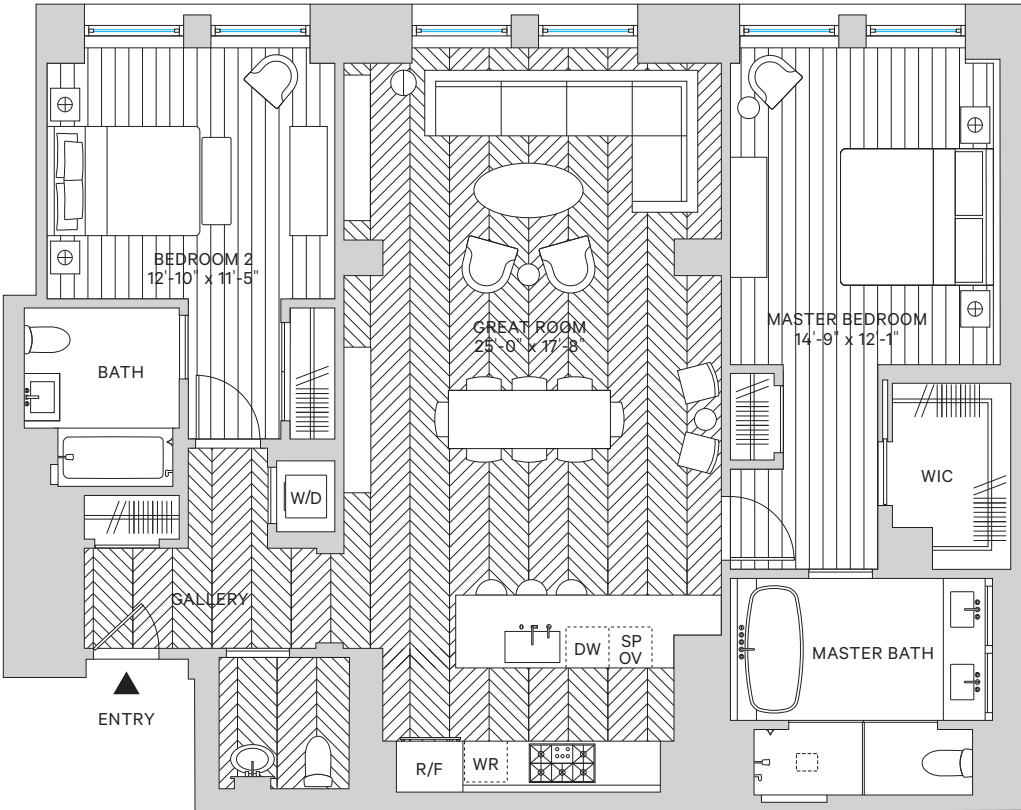 BEDROOM 2
12'-10" x 11'-5"
GREAT ROOM
25'-0" x 17'-8"
MASTER BEDROOM
14'-9" x 12'-1"
BATH
W/D
WIC
GALLERY
DW
SP
OV
MASTER BATH
ENTRY
R/F
WR